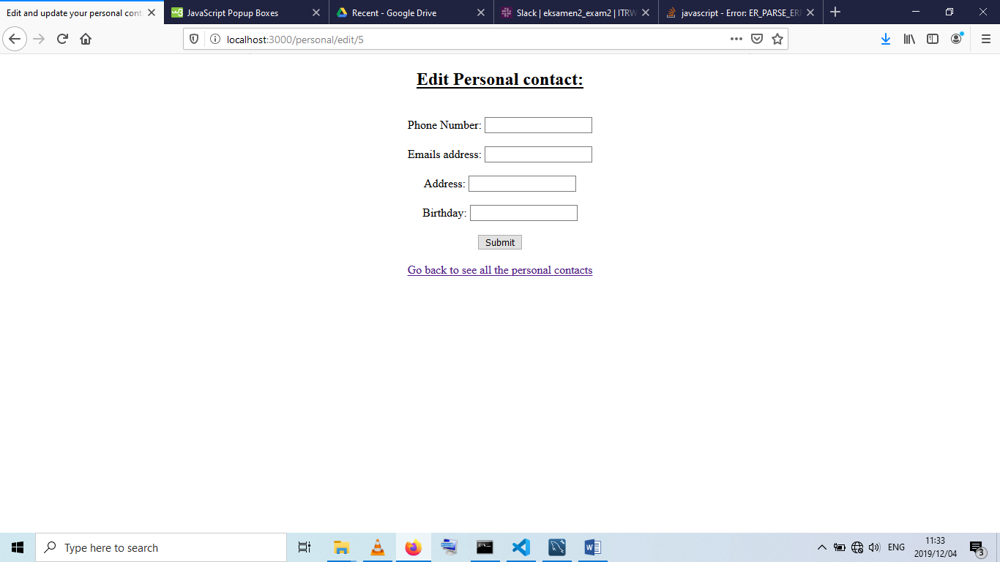 Edit and update your personal cont
JavaScript Popup Boxes
Recent - Google Drive
Slack | eksamen2_exam2 | ITRW
javascript - Error: ER_PARSE_ERR
localhost:3000/personal/edit/5
Edit Personal contact:
Phone Number:
Emails address:
Address:
Birthday:
Submit
Go back to see all the personal contacts
Type here to search
ENG
11:33
2019/12/04
3